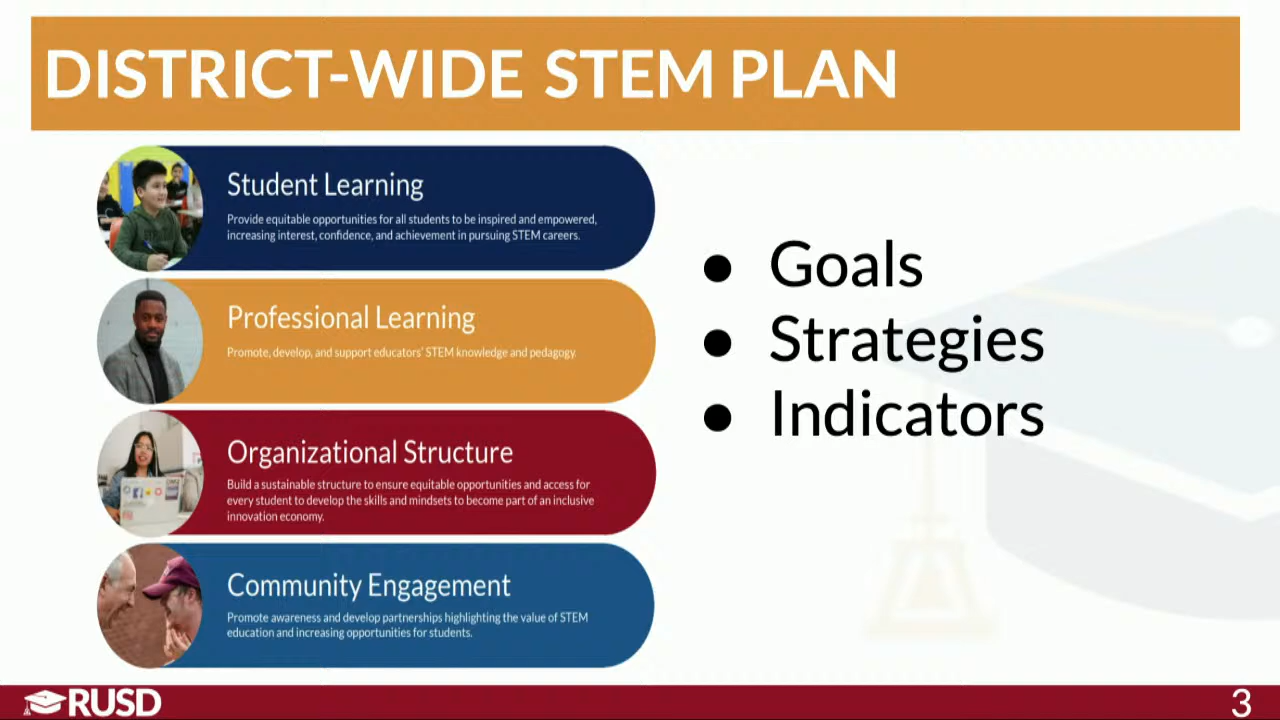 DISTRICT-WIDE STEM PLAN
Student Learning
Provide equitable opportunities for all students to be inspired and empowered,
increasing interest, confidence, and achievement in pursuing STEM careers.
Professional Learning
Promote, develop, and support educators' STEM knowledge and pedagogy.
Organizational Structure
Build a sustainable structure to ensure equitable opportunities and access for
every student to develop the skills and mindsets to become part of an inclusive
innovation economy.
Community Engagement
Promote awareness and develop partnerships highlighting the value of STEM
education and increasing opportunities for students.
● Goals
● Strategies
● Indicators
RUSD
3